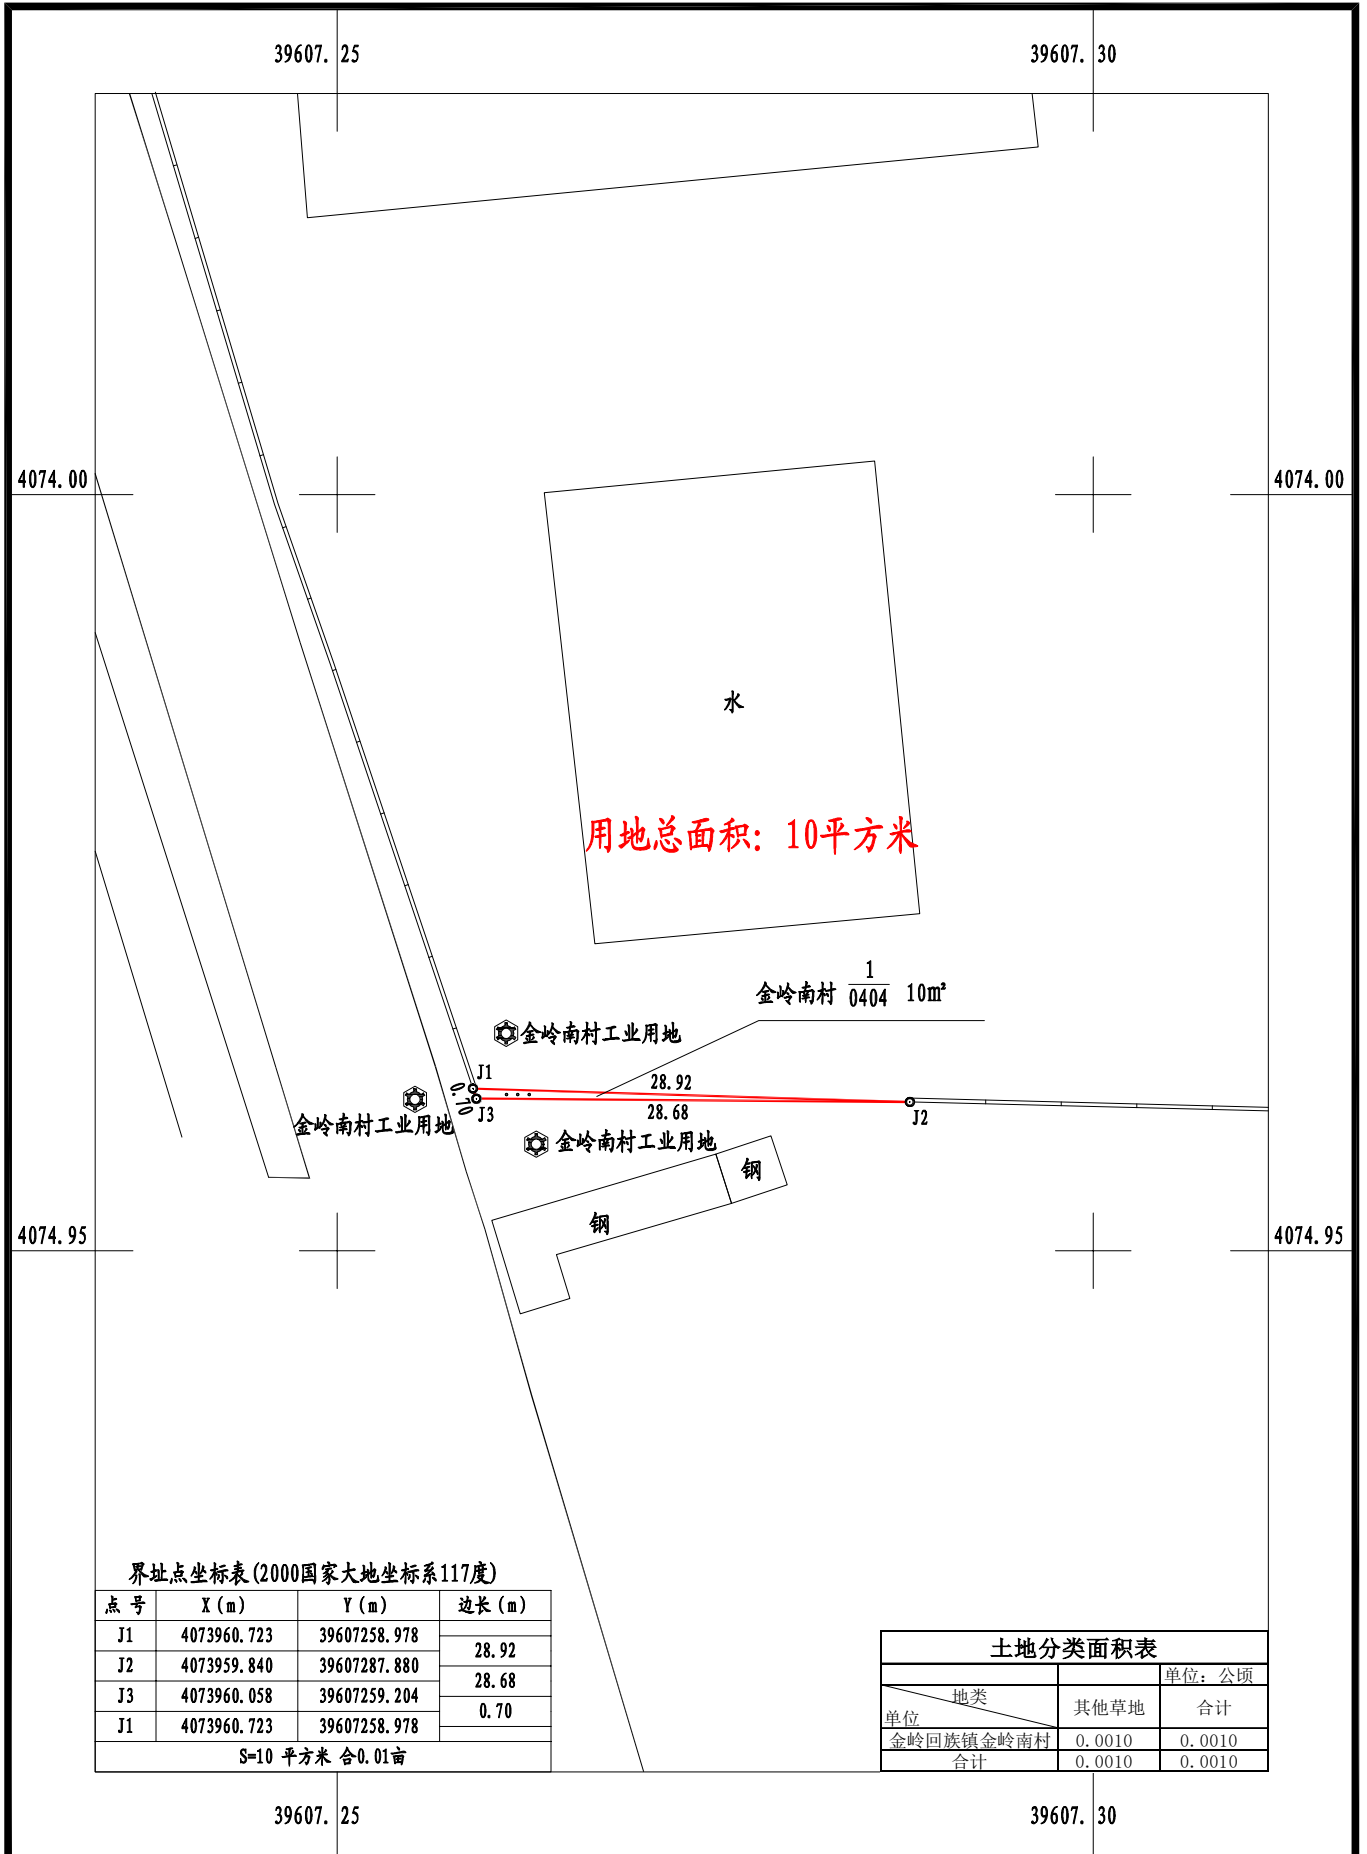 39607.25
39607.30
4074.00
4074.00
水
用地总面积: 10平方米
金岭南村 1/0404 10m²
金岭南村工业用地
J1
28.92
0.70
金岭南村工业用地
J3
28.68
J2
金岭南村工业用地
钢
钢
4074.95
4074.95
界址点坐标表(2000国家大地坐标系117度)
点 号 X(m) Y(m) 边长(m)
J1 4073960.723 39607258.978
28.92
J2 4073959.840 39607287.880
28.68
J3 4073960.058 39607259.204
0.70
J1 4073960.723 39607258.978
S=10 平方米 合0.01亩
土地分类面积表
单位: 公顷
地类
单位
其他草地 合计
金岭回族镇金岭南村 0.0010 0.0010
合计 0.0010 0.0010
39607.25
39607.30